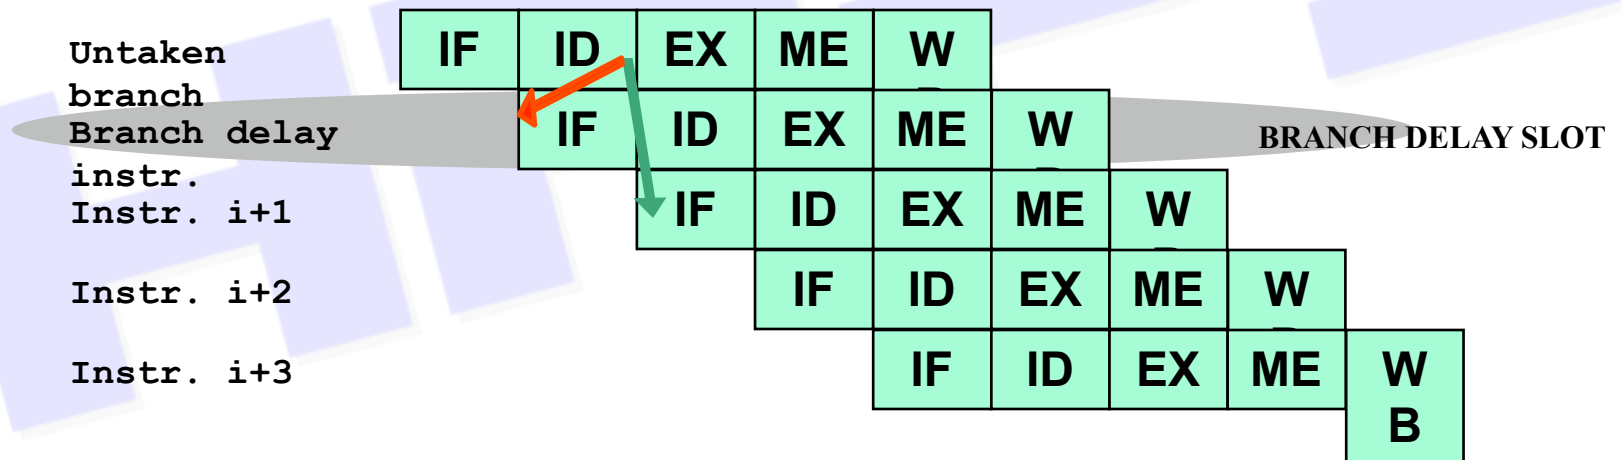 Untaken branch IF ID EX ME W
Branch delay instr. IF ID EX ME W BRANCH DELAY SLOT
Instr. i+1 IF ID EX ME W
Instr. i+2 IF ID EX ME W
Instr. i+3 IF ID EX ME W B